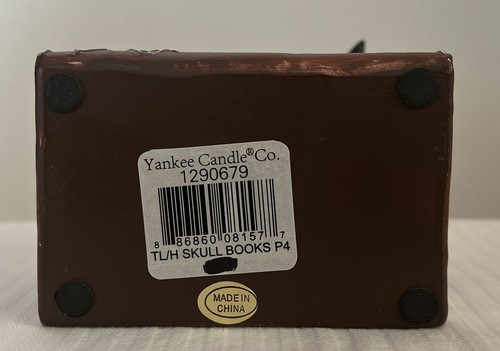 Yankee Candle® Co.
1290679
8 86860 08157 7
TL/H SKULL BOOKS P4
MADE IN
CHINA